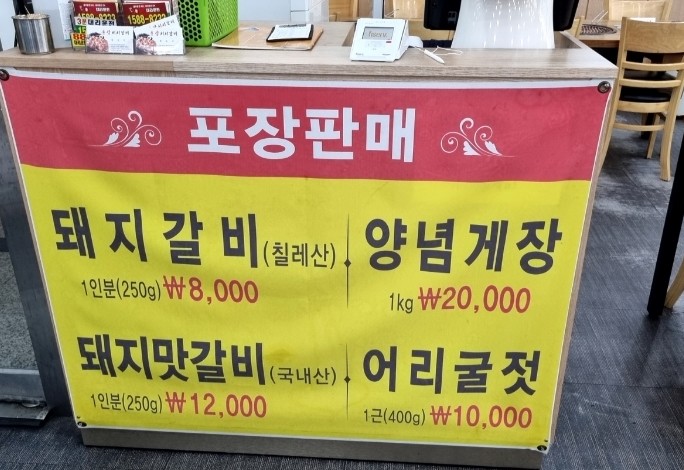 1588-8233
포장판매
돼지갈비(칠레산)
1인분(250g) ₩8,000
양념게장
1kg ₩20,000
돼지맛갈비(국내산)
1인분(250g) ₩12,000
어리굴젓
1근(400g) ₩10,000